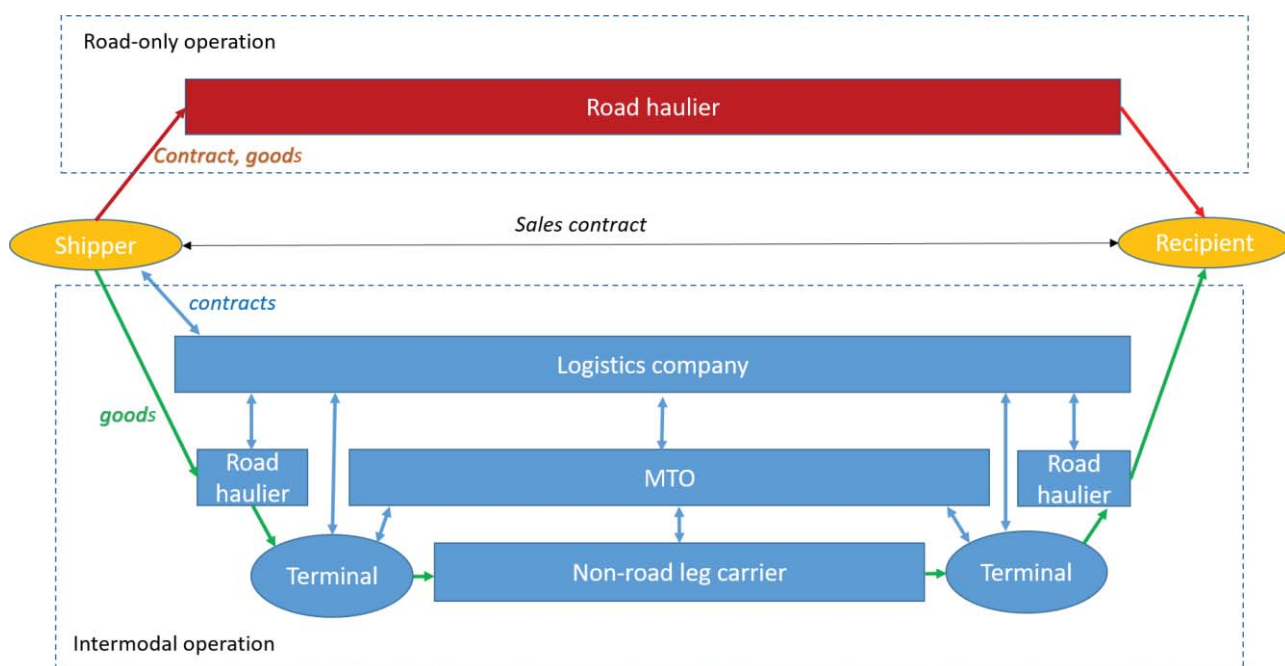 Road-only operation
Road haulier
Contract, goods
Sales contract
Shipper
Recipient
contracts
Logistics company
goods
Road
haulier
MTO
Road
haulier
Terminal
Non-road leg carrier
Terminal
Intermodal operation